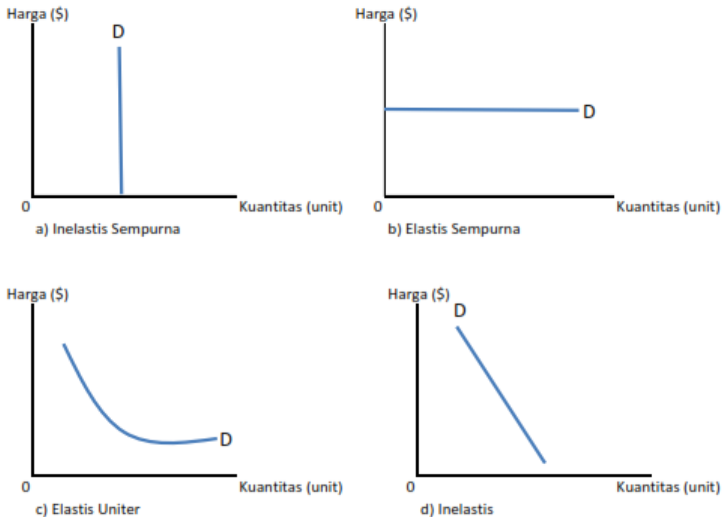 Harga ($)
D
0
Kuantitas (unit)
a) Inelastis Sempurna
Harga ($)
D
0
Kuantitas (unit)
b) Elastis Sempurna
Harga ($)
D
0
Kuantitas (unit)
c) Elastis Uniter
Harga ($)
D
0
Kuantitas (unit)
d) Inelastis